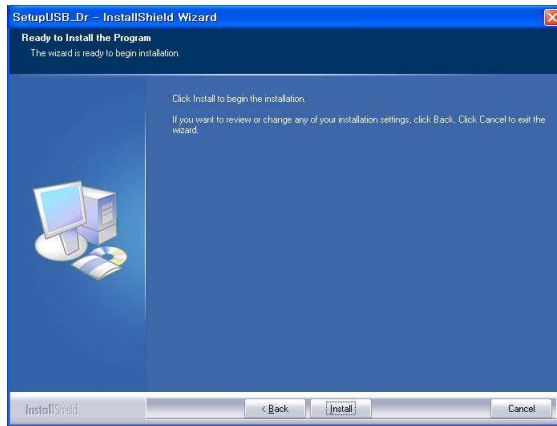 SetupUSB_Dr - InstallShield Wizard
Ready to Install the Program
The wizard is ready to begin installation.
Click Install to begin the installation.
If you want to review or change any of your installation settings, click Back. Click Cancel to exit the
wizard.
InstallShield
< Back
Install
Cancel